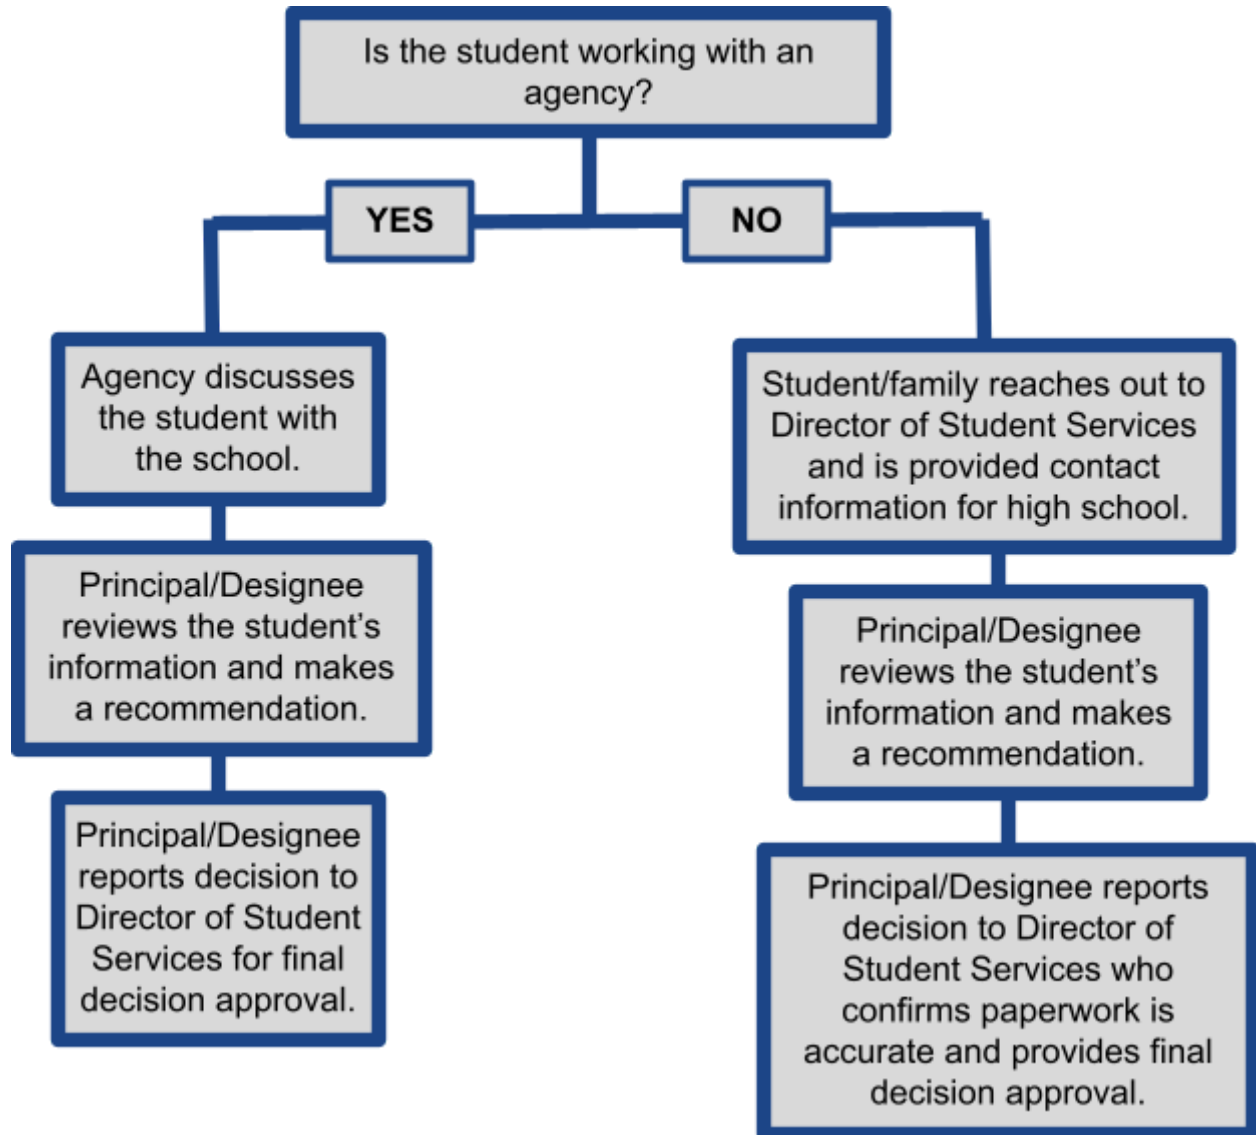 Is the student working with an
agency?
YES
NO
Agency discusses
the student with
the school.
Principal/Designee
reviews the student’s
information and makes
a recommendation.
Principal/Designee
reports decision to
Director of Student
Services for final
decision approval.
Student/family reaches out to
Director of Student Services
and is provided contact
information for high school.
Principal/Designee
reviews the student’s
information and makes
a recommendation.
Principal/Designee reports
decision to Director of
Student Services who
confirms paperwork is
accurate and provides final
decision approval.